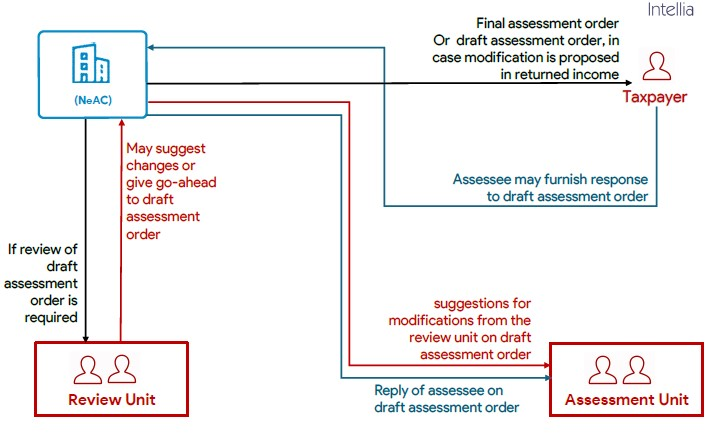 Intellia
Final assessment order
Or draft assessment order, in
case modification is proposed
in returned income
(NeAC)
Taxpayer
May suggest
changes or
give go-ahead
to draft
assessment
order
Assessee may furnish response
to draft assessment order
If review of
draft
assessment
order is
required
suggestions for
modifications from the
review unit on draft
assessment order
Review Unit
Reply of assessee on
draft assessment order
Assessment Unit